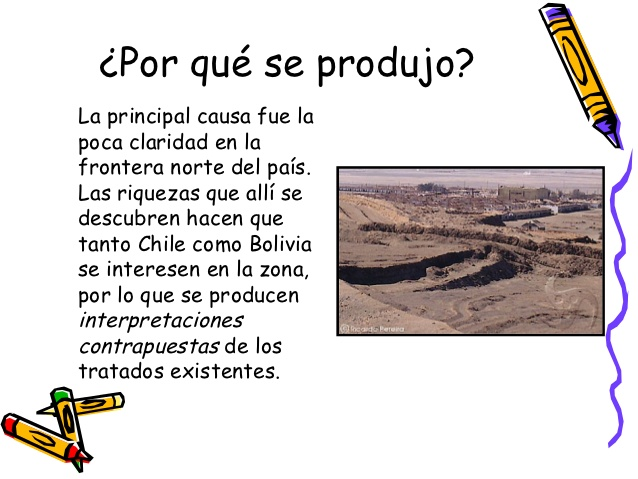 ¿Por qué se produjo?
La principal causa fue la
poca claridad en la
frontera norte del país.
Las riquezas que allí se
descubren hacen que
tanto Chile como Bolivia
se interesen en la zona,
por lo que se producen
interpretaciones
contrapuestas de los
tratados existentes.
(c) Ricardo Pereira